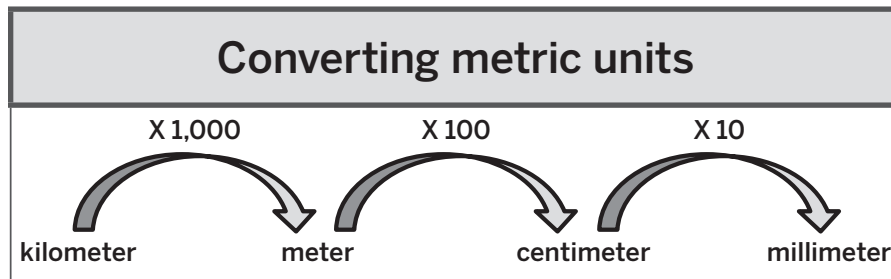 Converting metric units
X 1,000 X 100 X 10
kilometer meter centimeter millimeter